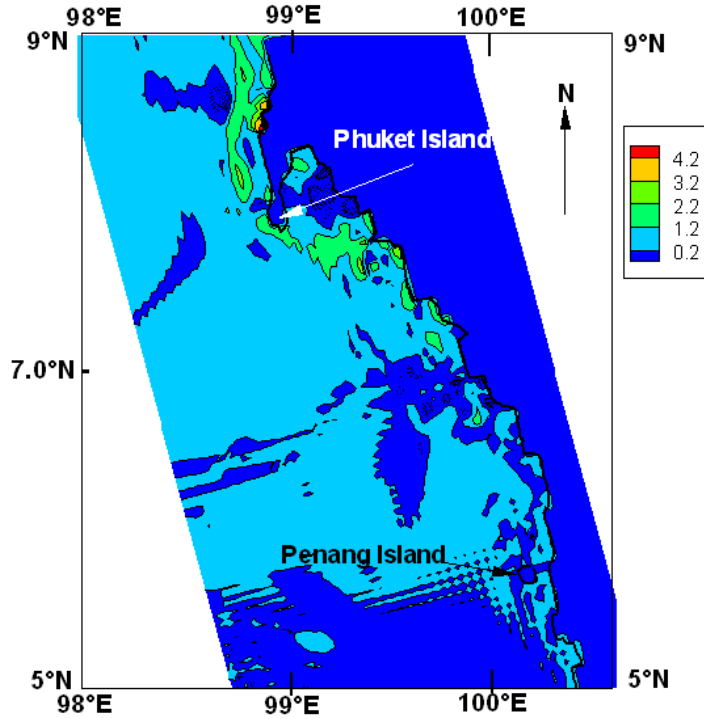 98°E 99°E 100°E
9°N 9°N
N
Phuket Island
4.2
3.2
2.2
1.2
0.2
7.0°N
Penang Island
5°N 5°N
98°E 99°E 100°E